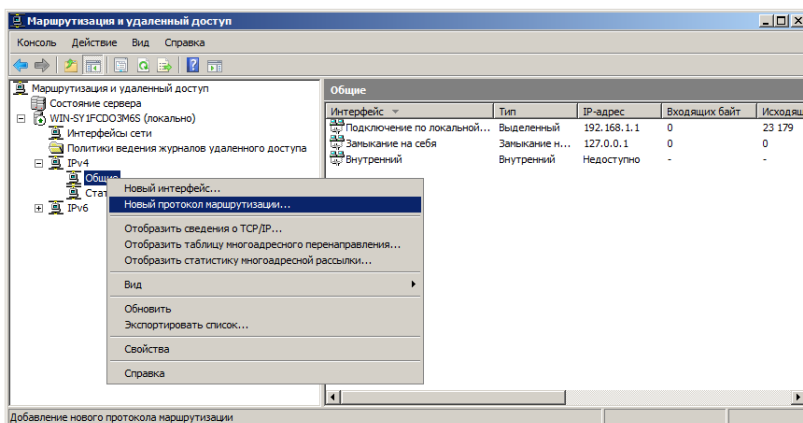 Маршрутизация и удаленный доступ
Консоль Действие Вид Справка
Маршрутизация и удаленный доступ
Состояние сервера
WIN-SY1FCDO3M6S (локально)
Интерфейсы сети
Политики ведения журналов удаленного доступа
IPv4
Общие
Стат
IPv6
Общие
Интерфейс Тип IP-адрес Входящих байт Исходящ
Подключение по локальной... Выделенный 192.168.1.1 0 23 179
Замыкание на себя Замыкание н... 127.0.0.1 0 0
Внутренний Внутренний Недоступно - -
Новый интерфейс...
Новый протокол маршрутизации...
Отобразить сведения о TCP/IP...
Отобразить таблицу многоадресного перенаправления...
Отобразить статистику многоадресной рассылки...
Вид
Обновить
Экспортировать список...
Свойства
Справка
Добавление нового протокола маршрутизации